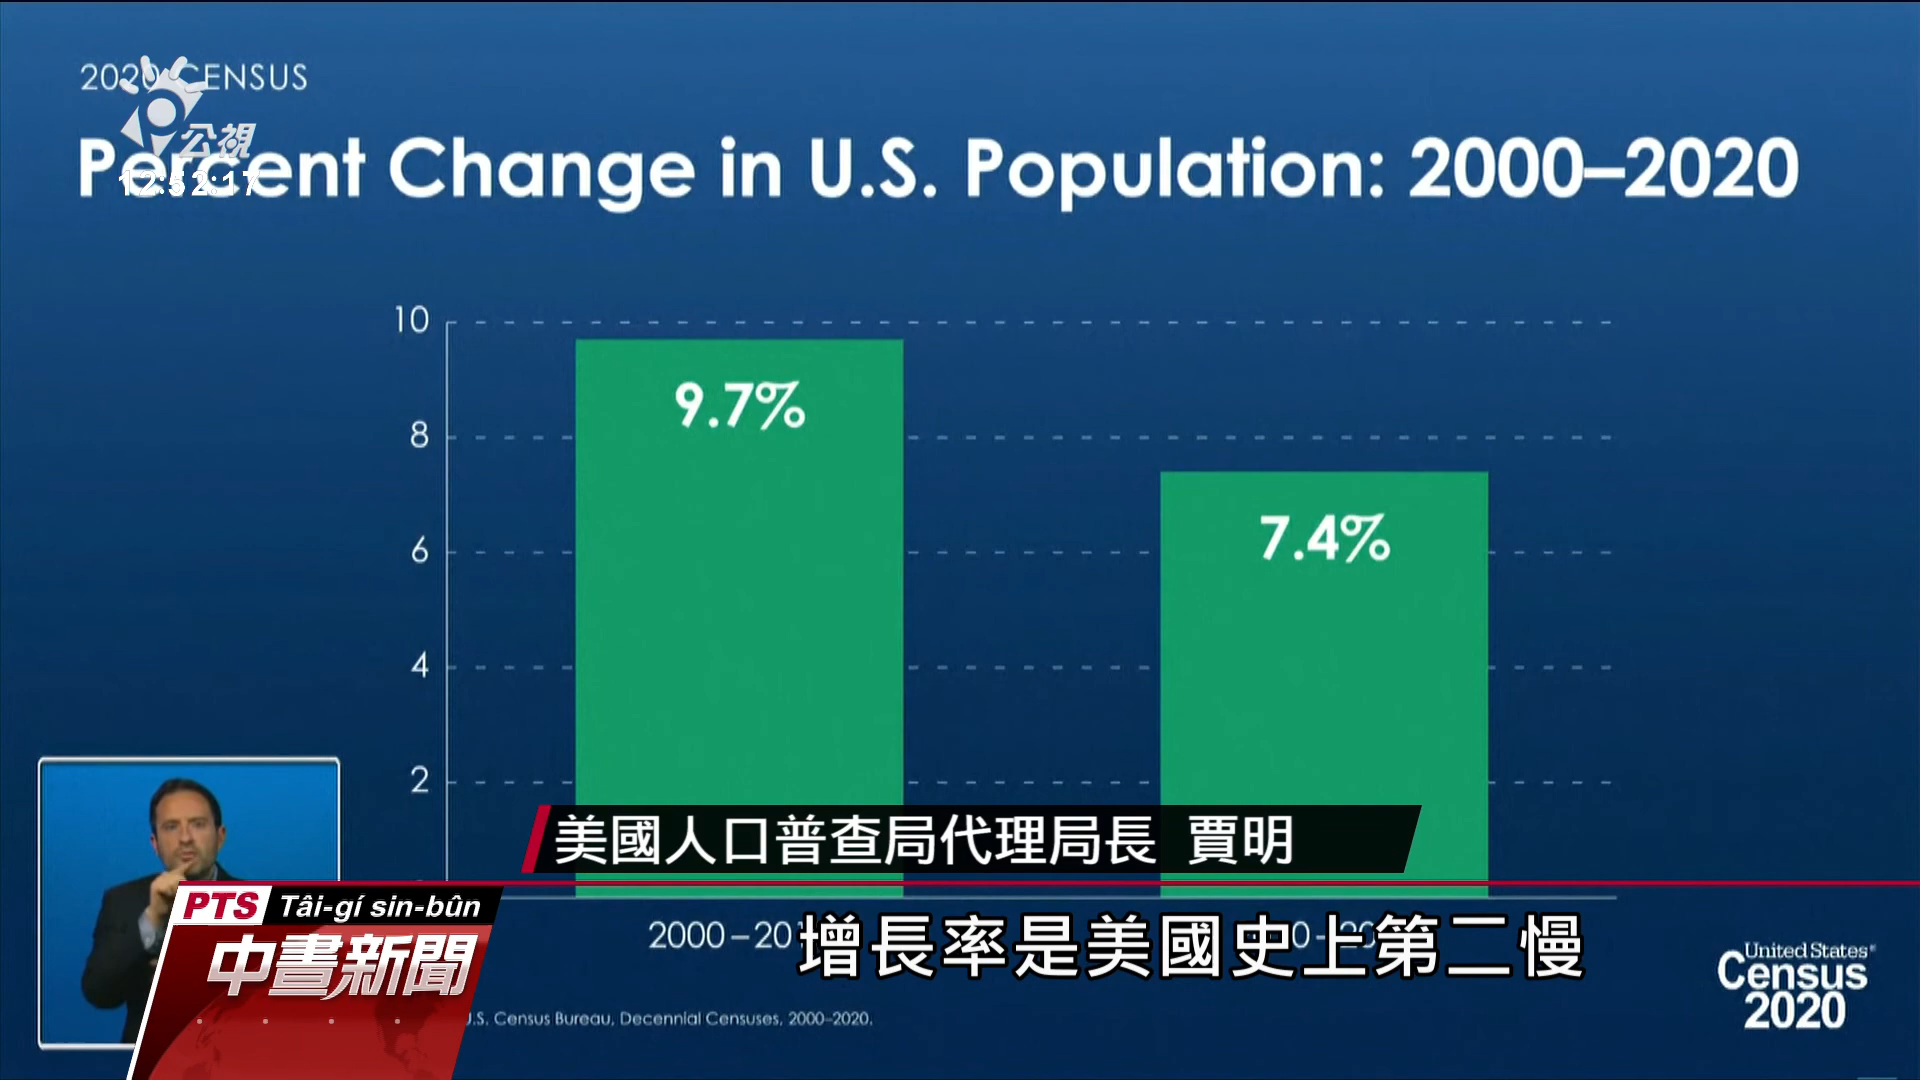 2020 CENSUS
公視
12:52:17
Percent Change in U.S. Population: 2000–2020
10
9.7%
8
7.4%
6
4
2
美國人口普查局代理局長 賈明
PTS Tâi-gí sin-bûn
中晝新聞
2000–20
增長率是美國史上第二慢
United States®
Census
2020
U.S. Census Bureau, Decennial Censuses, 2000–2020.